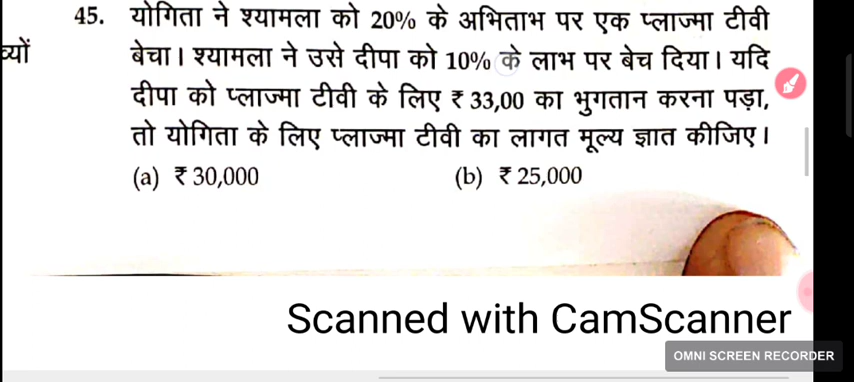 45. योगिता ने श्यामला को 20% के अभिताभ पर एक प्लाज्मा टीवी
ब्यों बेचा। श्यामला ने उसे दीपा को 10% के लाभ पर बेच दिया। यदि
दीपा को प्लाज्मा टीवी के लिए ₹ 33,00 का भुगतान करना पड़ा,
तो योगिता के लिए प्लाज्मा टीवी का लागत मूल्य ज्ञात कीजिए।
(a) ₹ 30,000 (b) ₹ 25,000
Scanned with CamScanner
OMNI SCREEN RECORDER